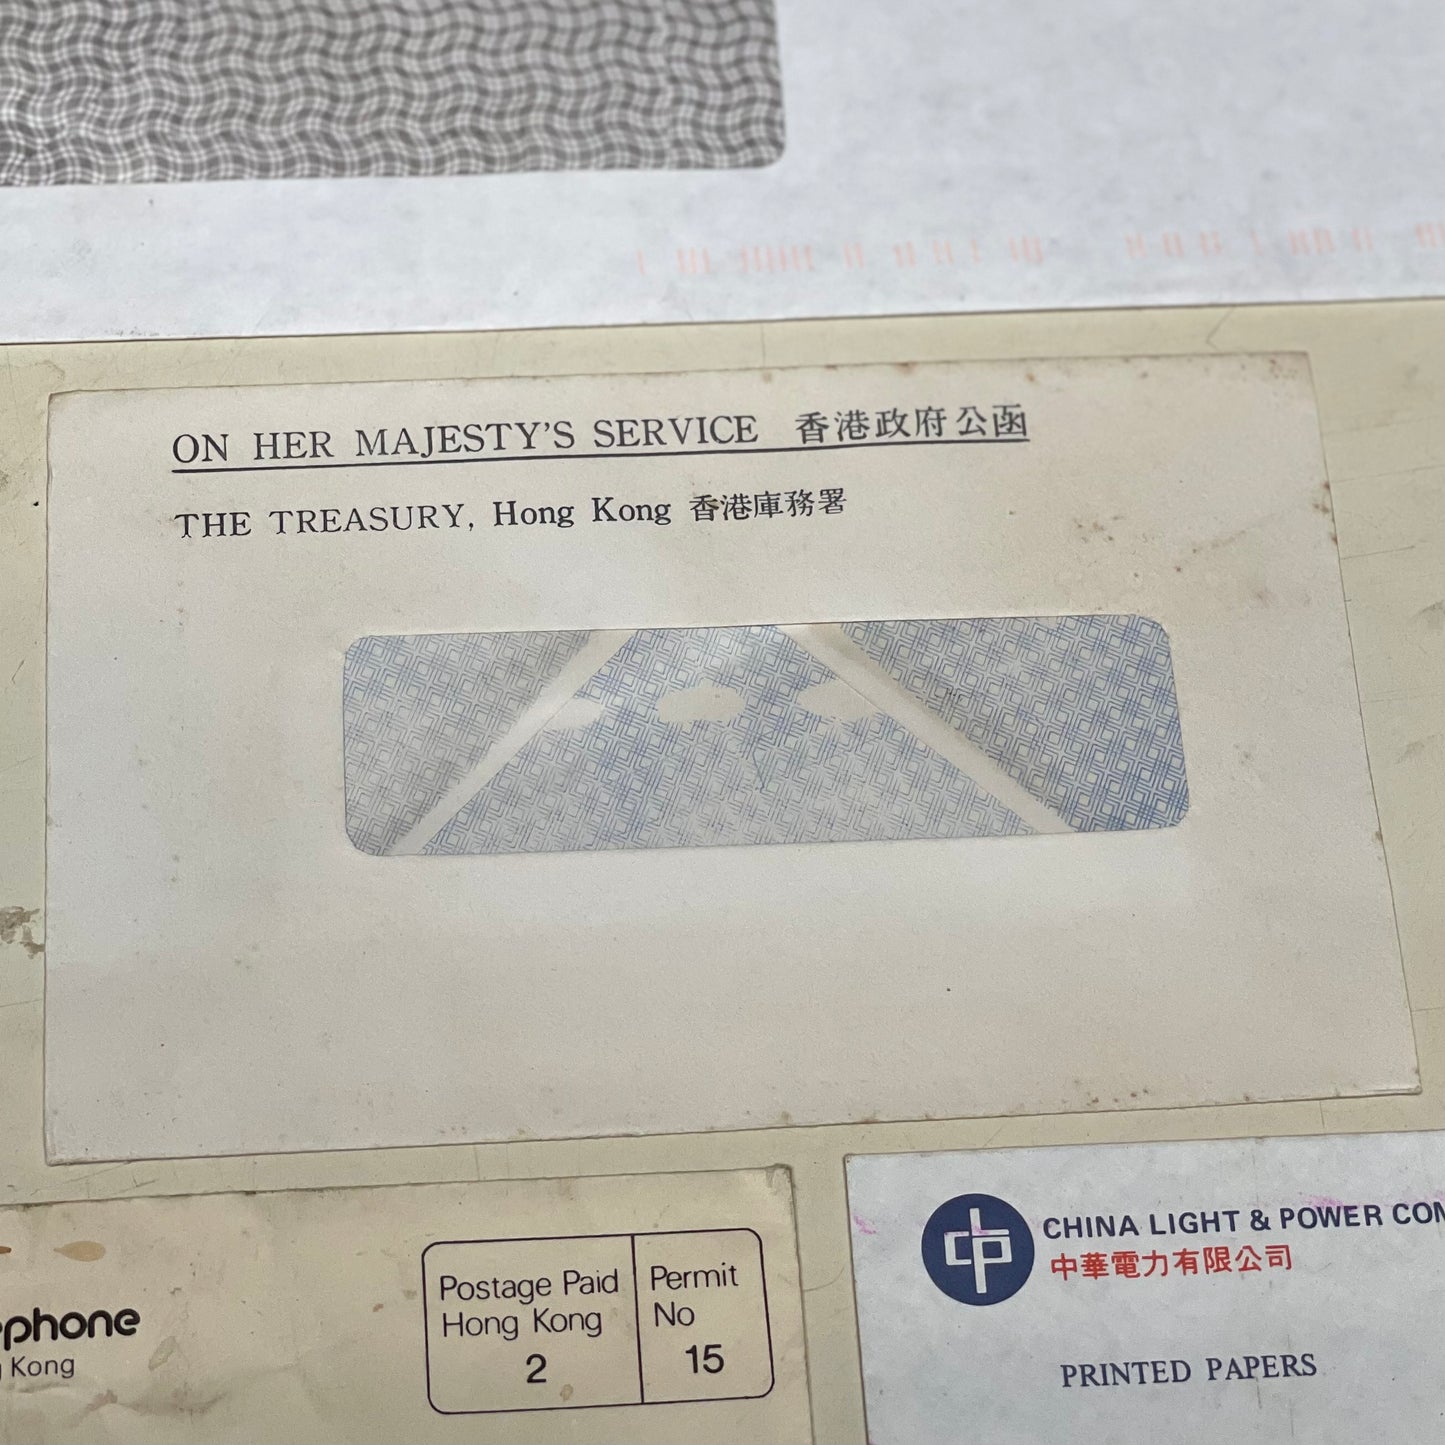 ON HER MAJESTY'S SERVICE 香港政府公函
THE TREASURY, Hong Kong 香港庫務署
ephone
Kong
Postage Paid
Hong Kong
2
Permit
No
15
CHINA LIGHT & POWER
中華電力有限公司
PRINTED PAPERS